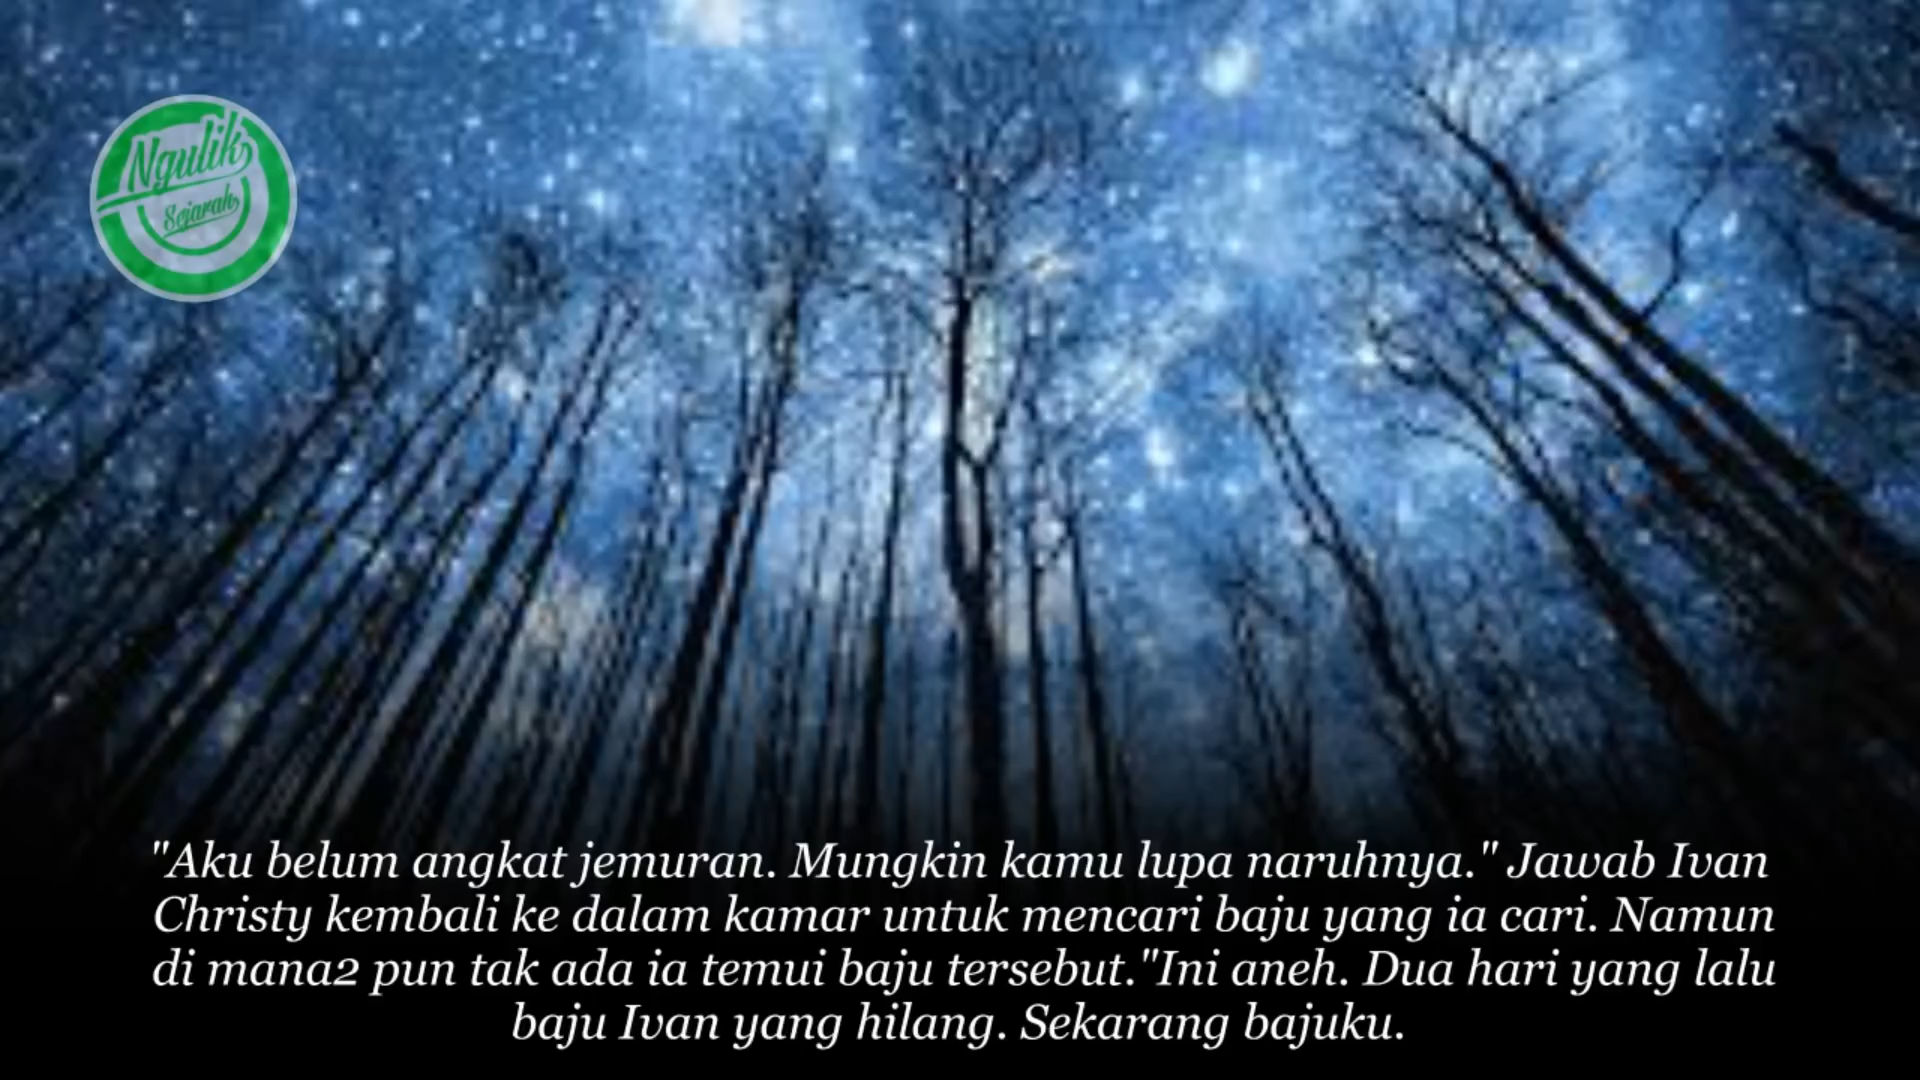 Ngulik
Sejarah
"Aku belum angkat jemuran. Mungkin kamu lupa naruhnya." Jawab Ivan
Christy kembali ke dalam kamar untuk mencari baju yang ia cari. Namun
di mana2 pun tak ada ia temui baju tersebut."Ini aneh. Dua hari yang lalu
baju Ivan yang hilang. Sekarang bajuku.